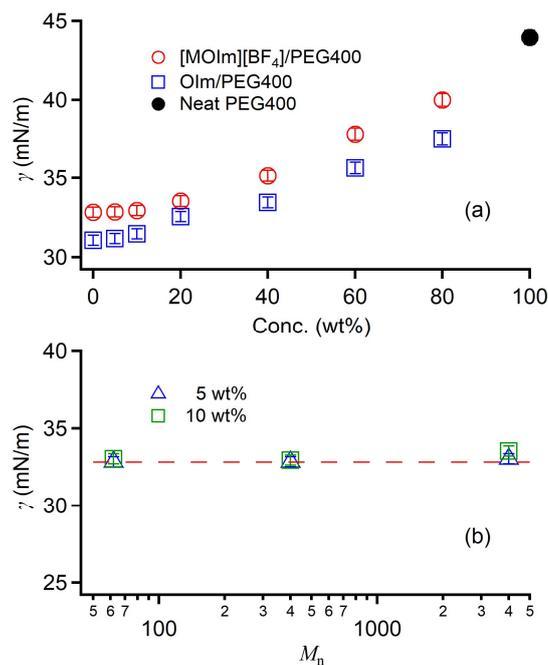 45
[MOIm][BF4]/PEG400
OIm/PEG400
Neat PEG400
40
γ (mN/m)
35
(a)
30
0 20 40 60 80 100
Conc. (wt%)
40
5 wt%
10 wt%
35
γ (mN/m)
30
(b)
25
5 6 7 2 3 4 5 6 7 2 3 4 5
100 1000
Mn